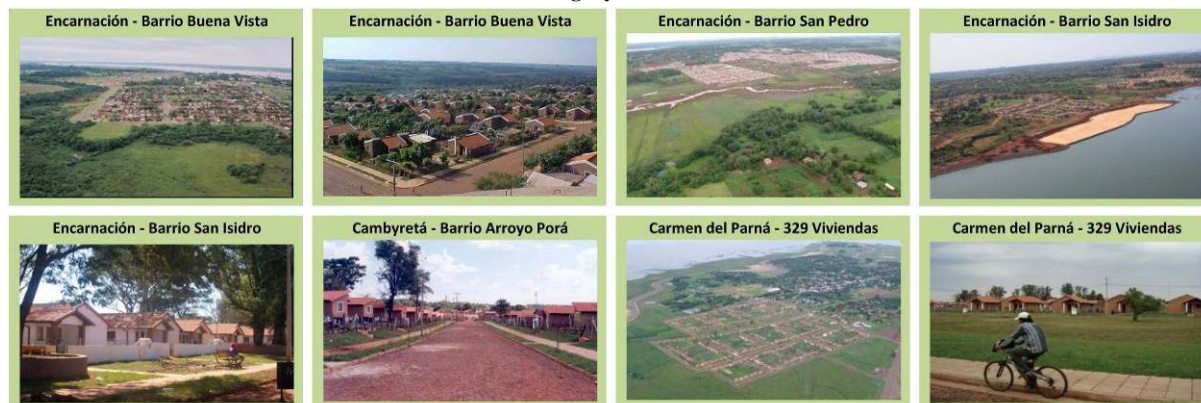 Encarnación - Barrio Buena Vista
Encarnación - Barrio Buena Vista
Encarnación - Barrio San Pedro
Encarnación - Barrio San Isidro
Encarnación - Barrio San Isidro
Cambyretá - Barrio Arroyo Porá
Carmen del Parná - 329 Viviendas
Carmen del Parná - 329 Viviendas